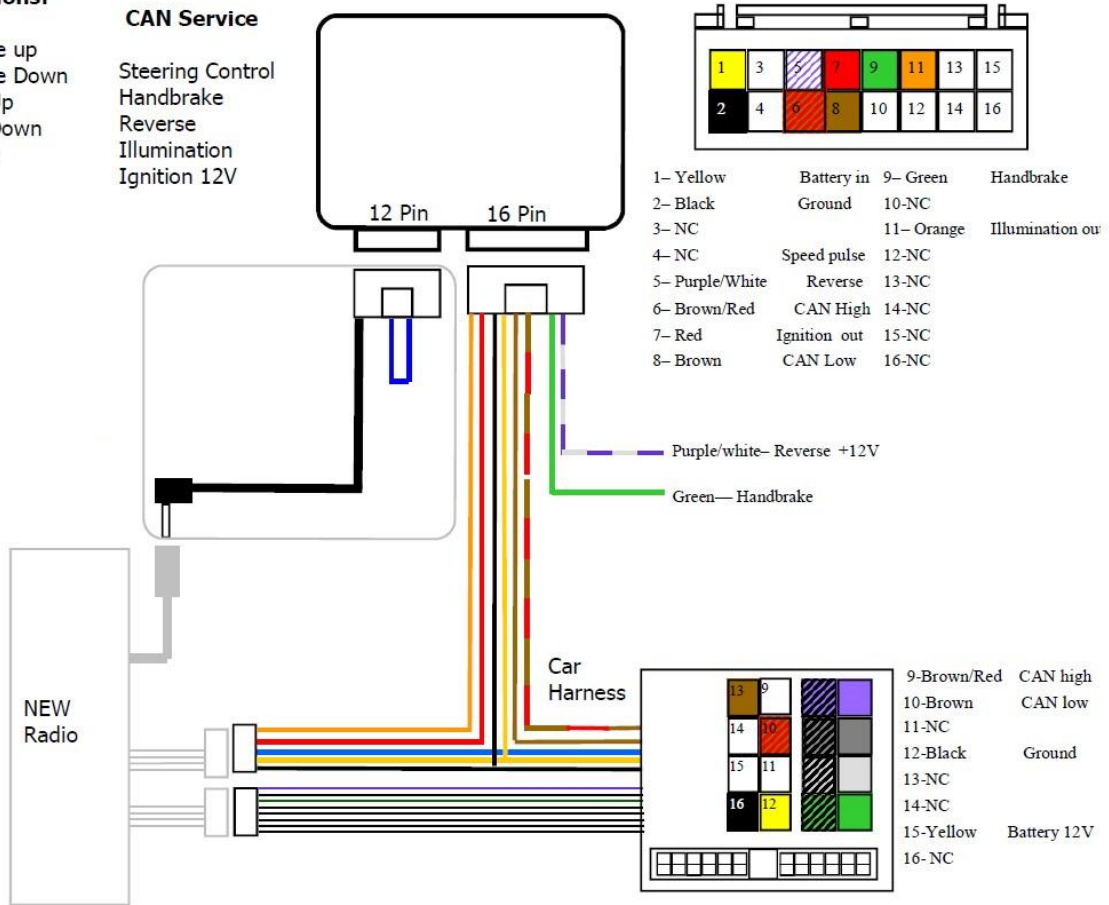 ons:
e up
e Down
p
own
CAN Service
Steering Control
Handbrake
Reverse
Illumination
Ignition 12V
12 Pin
16 Pin
1
3
5
7
9
11
13
15
2
4
6
8
10
12
14
16
1– Yellow Battery in 9– Green Handbrake
2– Black Ground 10-NC
3– NC 11– Orange Illumination ou
4– NC Speed pulse 12-NC
5– Purple/White Reverse 13-NC
6– Brown/Red CAN High 14-NC
7– Red Ignition out 15-NC
8– Brown CAN Low 16-NC
Purple/white– Reverse +12V
Green— Handbrake
Car
Harness
NEW
Radio
13
9
14
10
15
11
16
12
9-Brown/Red CAN high
10-Brown CAN low
11-NC
12-Black Ground
13-NC
14-NC
15-Yellow Battery 12V
16- NC